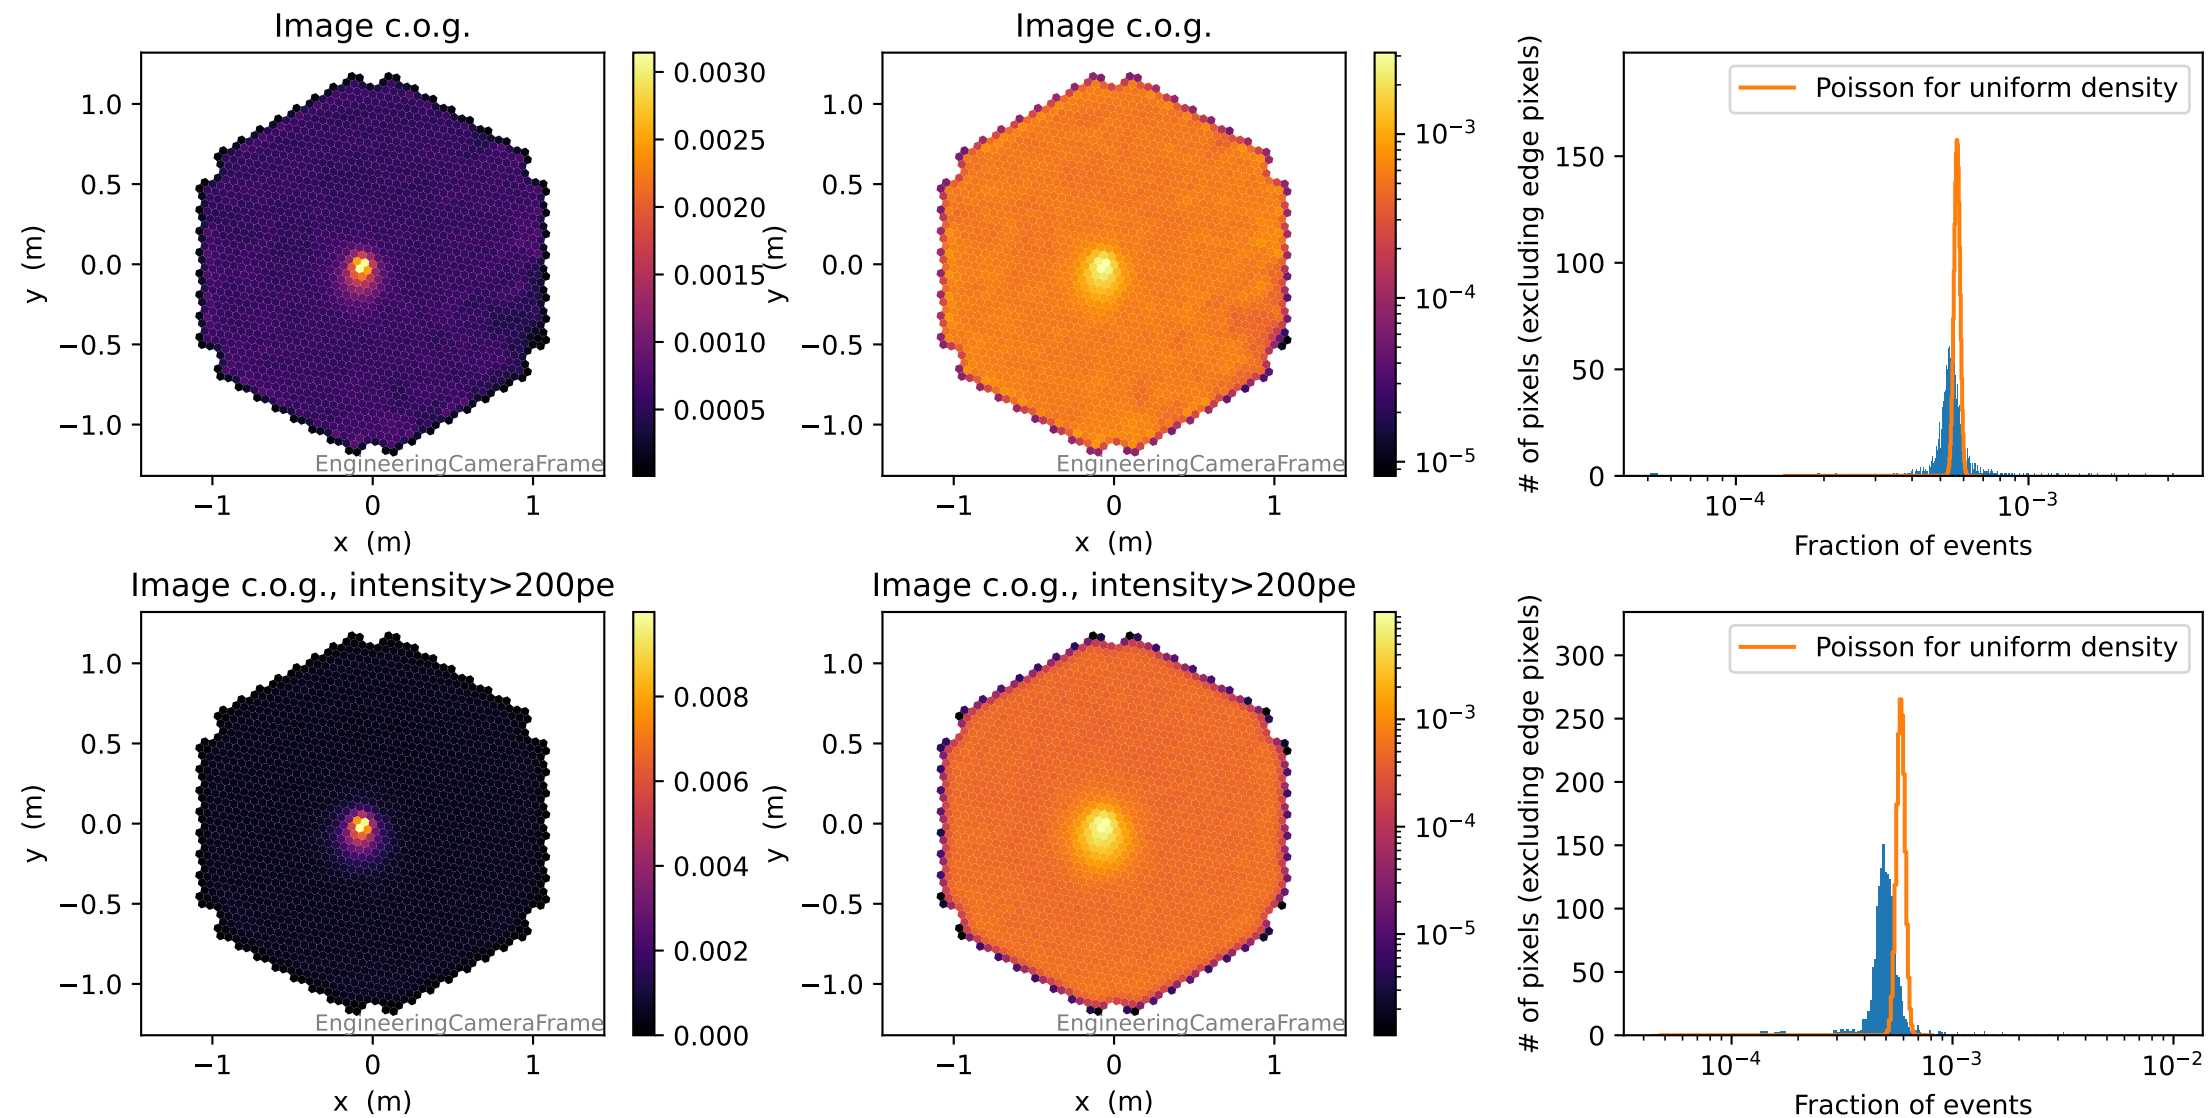 Image c.o.g.
y (m)
1.0
0.5
0.0
−0.5
−1.0
EngineeringCameraFrame
−1
0
1
x (m)
0.0030
0.0025
0.0020
0.0015
0.0010
0.0005
Image c.o.g.
y (m)
1.0
0.5
0.0
−0.5
−1.0
EngineeringCameraFrame
−1
0
1
x (m)
10⁻³
10⁻⁴
10⁻⁵
# of pixels (excluding edge pixels)
150
100
50
0
Poisson for uniform density
10⁻⁴
10⁻³
Fraction of events
Image c.o.g., intensity>200pe
y (m)
1.0
0.5
0.0
−0.5
−1.0
EngineeringCameraFrame
−1
0
1
x (m)
0.008
0.006
0.004
0.002
0.000
Image c.o.g., intensity>200pe
y (m)
1.0
0.5
0.0
−0.5
−1.0
EngineeringCameraFrame
−1
0
1
x (m)
10⁻³
10⁻⁴
10⁻⁵
# of pixels (excluding edge pixels)
300
250
200
150
100
50
0
Poisson for uniform density
10⁻⁴
10⁻³
10⁻²
Fraction of events